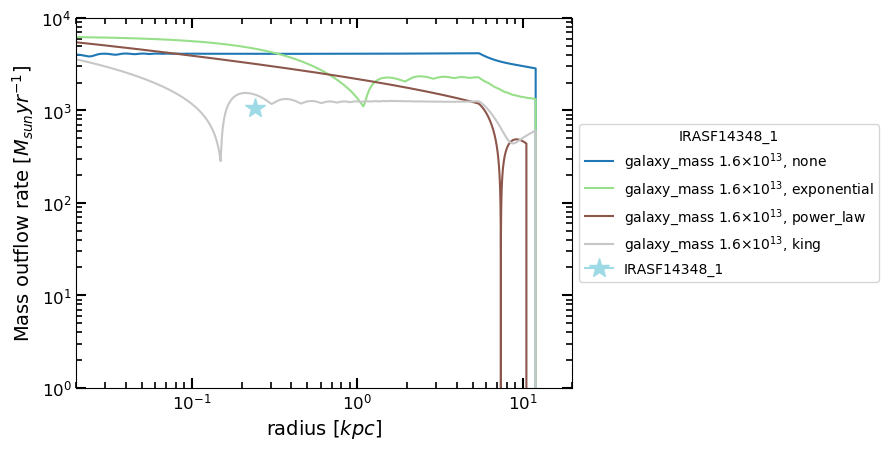 10⁴
10³
10²
10¹
10⁰
Mass outflow rate [M_sun yr⁻¹]
10⁻¹
10⁰
10¹
radius [kpc]
IRASF14348_1
galaxy_mass 1.6×10¹³, none
galaxy_mass 1.6×10¹³, exponential
galaxy_mass 1.6×10¹³, power_law
galaxy_mass 1.6×10¹³, king
IRASF14348_1